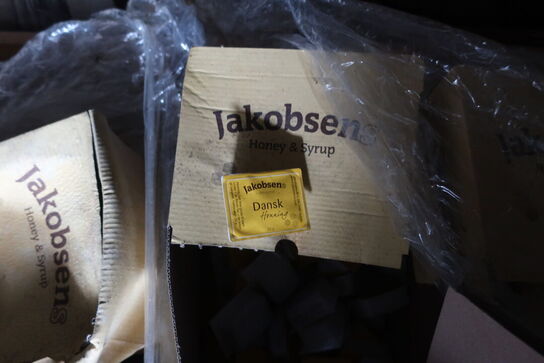 Jakobsens
Honey & Syrup
Jakobsens
Honey & Syrup
Jakobsens
Dansk
Honning